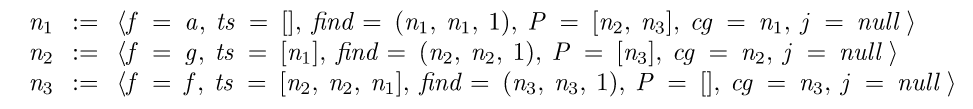 n₁ := ⟨f = a, ts = [], find = (n₁, n₁, 1), P = [n₂, n₃], cg = n₁, j = null⟩
n₂ := ⟨f = g, ts = [n₁], find = (n₂, n₂, 1), P = [n₃], cg = n₂, j = null⟩
n₃ := ⟨f = f, ts = [n₂, n₂, n₁], find = (n₃, n₃, 1), P = [], cg = n₃, j = null⟩